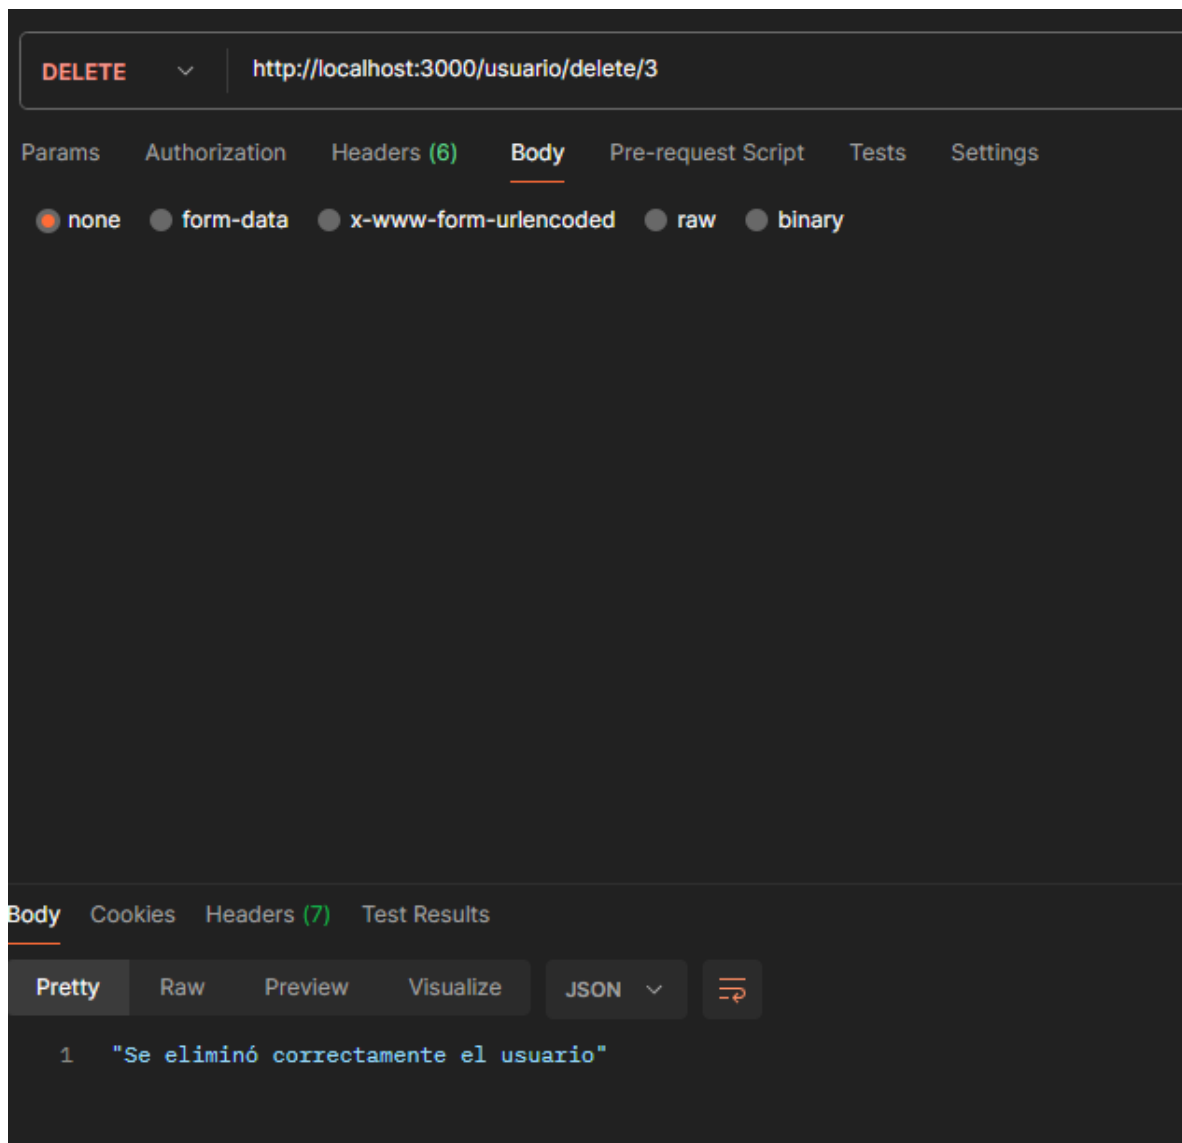 DELETE http://localhost:3000/usuario/delete/3
Params Authorization Headers (6) Body Pre-request Script Tests Settings
none form-data x-www-form-urlencoded raw binary
Body Cookies Headers (7) Test Results
Pretty Raw Preview Visualize JSON
1 "Se eliminó correctamente el usuario"